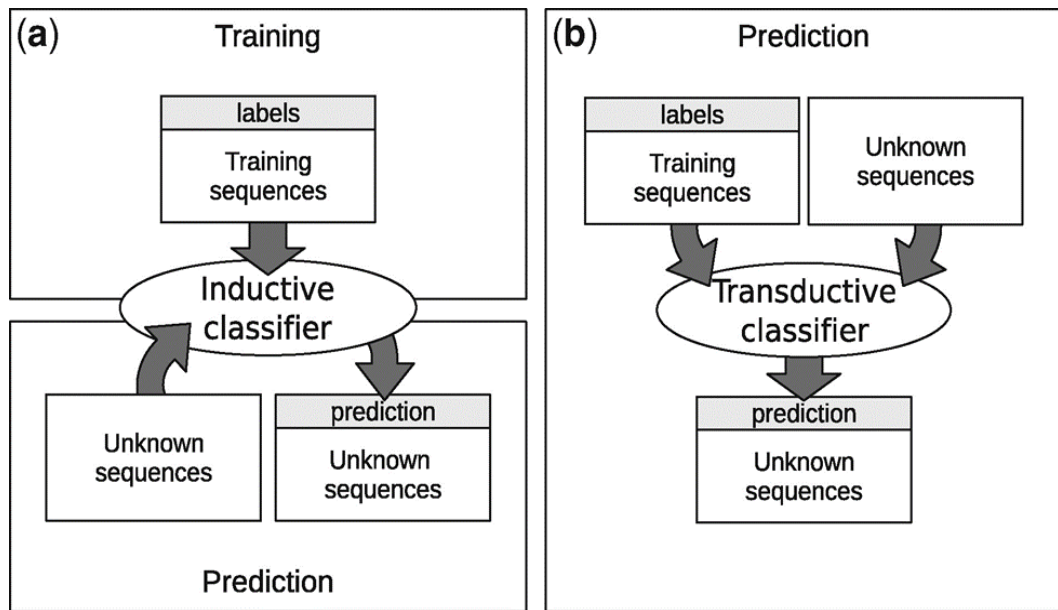 (a)
Training
labels
Training
sequences
Inductive
classifier
Unknown
sequences
prediction
Unknown
sequences
Prediction
(b)
Prediction
labels
Training
sequences
Unknown
sequences
Transductive
classifier
prediction
Unknown
sequences